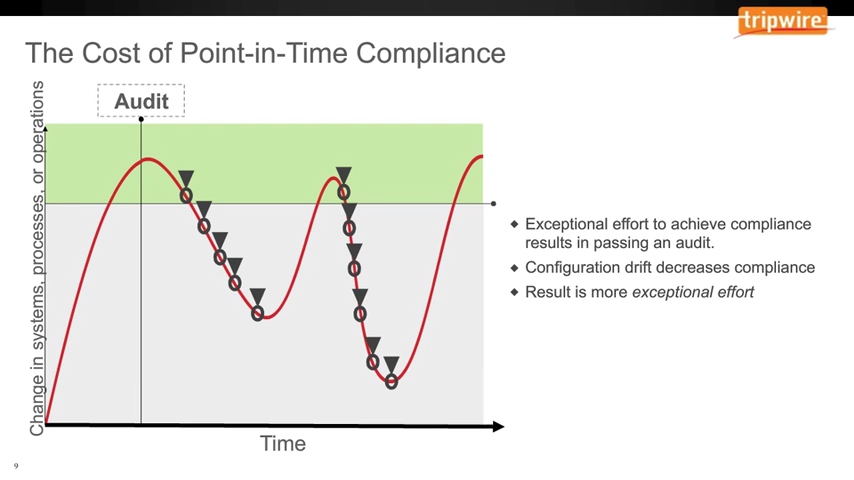 tripwire
The Cost of Point-in-Time Compliance
Audit
Change in systems, processes, or operations
Exceptional effort to achieve compliance
results in passing an audit.
Configuration drift decreases compliance
Result is more exceptional effort
Time
9